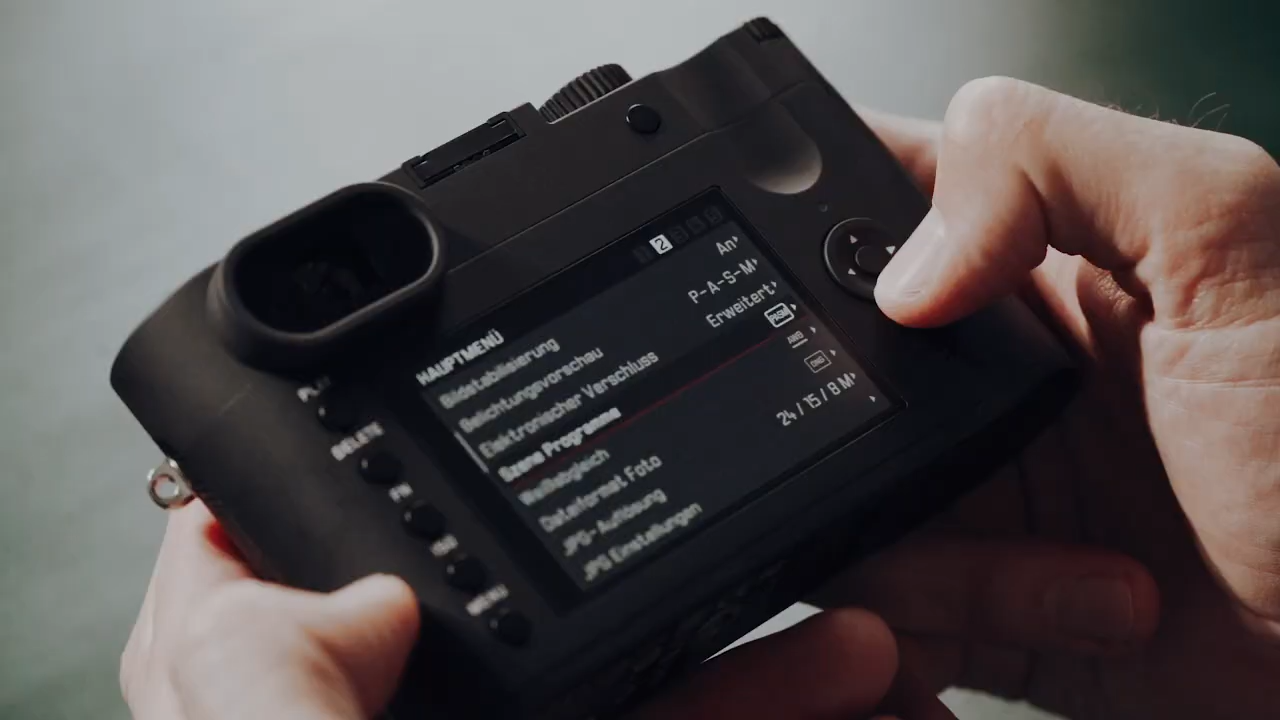 2
HAUPTMENÜ
Bildstabilisierung An
Belichtungsvorschau P-A-S-M
Elektronischer Verschluss Erweitert
Szene Programme PASM
Weißabgleich AWB
Dateiformat Foto DNG
JPG-Auflösung 24 / 15 / 8 M
JPG Einstellungen
PLAY
DELETE
FN
ISO
MENU